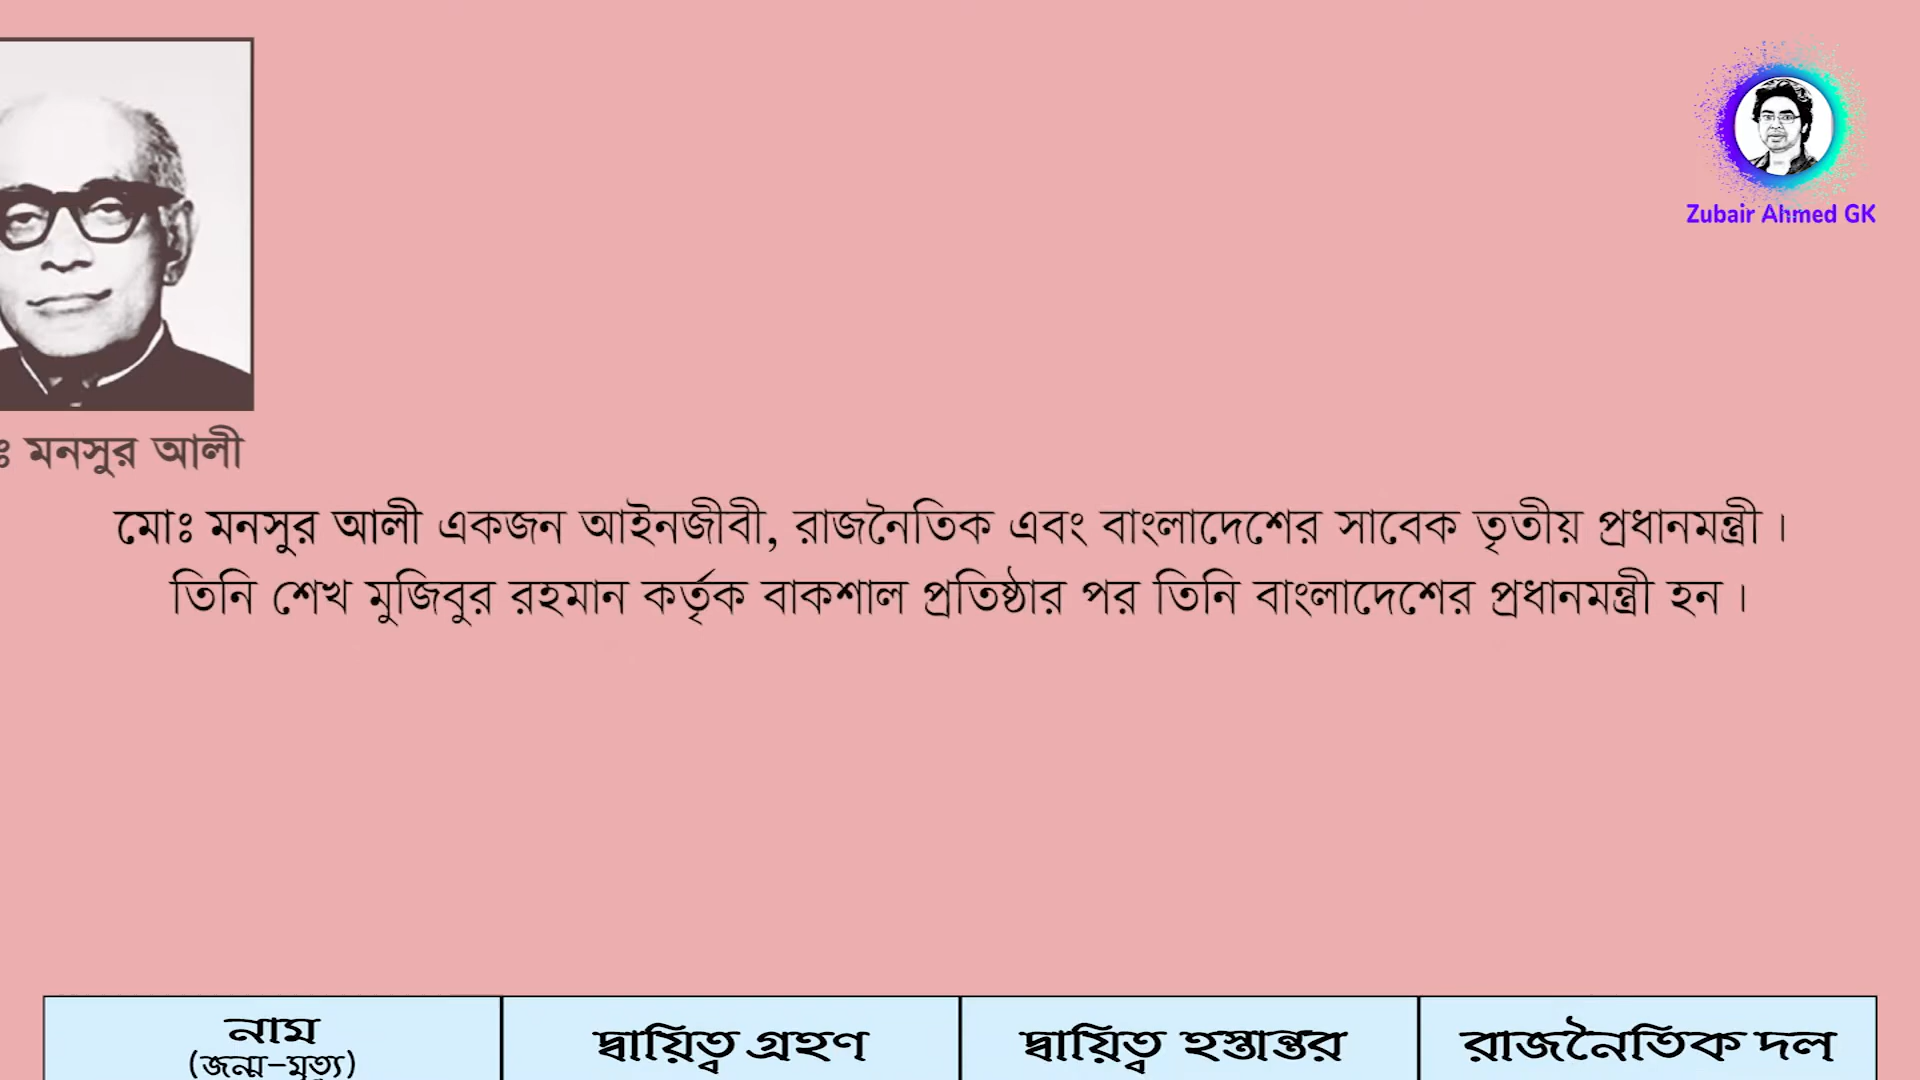 Zubair Ahmed GK
ঃ মনসুর আলী
মোঃ মনসুর আলী একজন আইনজীবী, রাজনৈতিক এবং বাংলাদেশের সাবেক তৃতীয় প্রধানমন্ত্রী।
তিনি শেখ মুজিবুর রহমান কর্তৃক বাকশাল প্রতিষ্ঠার পর তিনি বাংলাদেশের প্রধানমন্ত্রী হন।
নাম দ্বায়িত্ব গ্রহণ দ্বায়িত্ব হস্তান্তর রাজনৈতিক দল
(জন্ম-মৃত্য)